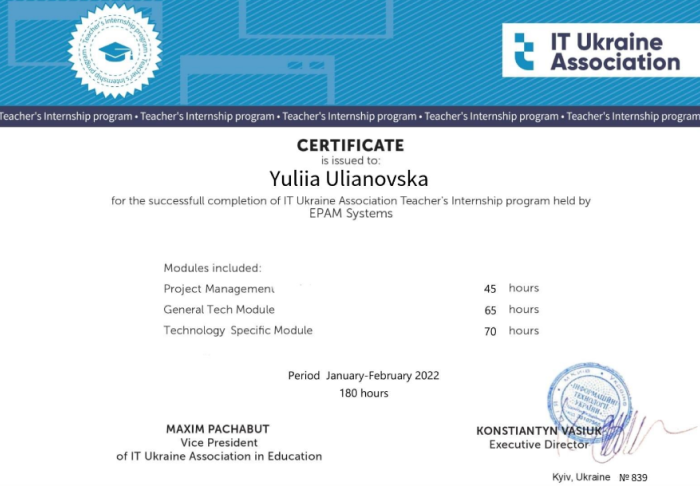 Teacher's Internship program • Teacher's Internship program
IT Ukraine
Association
Teacher's Internship program • Teacher's Internship program • Teacher's Internship program • Teacher's Internship program • Teacher's Internship program
CERTIFICATE
is issued to:
Yuliia Ulianovska
for the successfull completion of IT Ukraine Association Teacher's Internship program held by
EPAM Systems
Modules included:
Project Management 45 hours
General Tech Module 65 hours
Technology Specific Module 70 hours
Period January-February 2022
180 hours
MAXIM PACHABUT
Vice President
of IT Ukraine Association in Education
ІНФОРМАЦІЙНІ
ТЕХНОЛОГІЇ
УКРАЇНИ
KONSTIANTYN VASIUK
Executive Director
Kyiv, Ukraine № 839